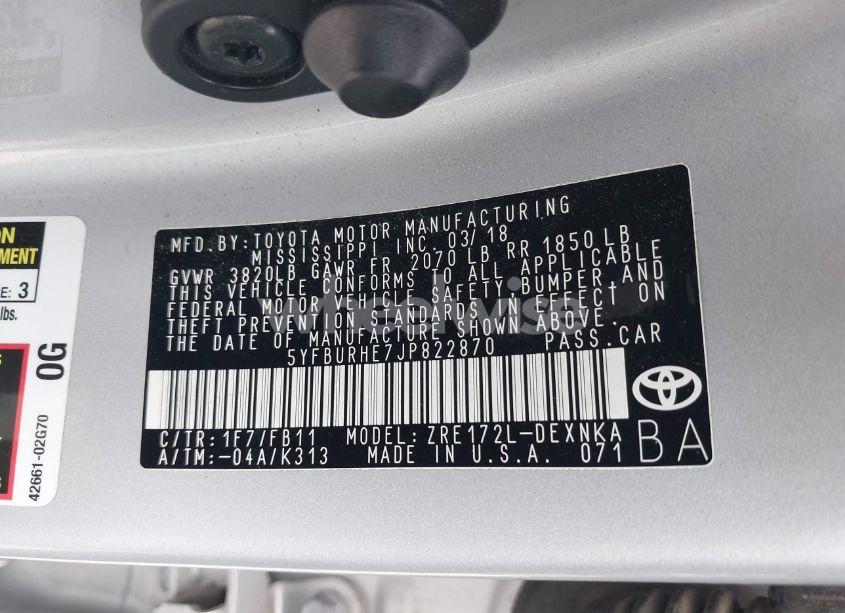 MFD. BY: TOYOTA MOTOR MANUFACTURING
MISSISSIPPI INC. 03/18
GVWR 3820LB GAWR FR 2070 LB RR 1850LB
THIS VEHICLE CONFORMS TO ALL APPLICABLE
FEDERAL MOTOR VEHICLE SAFETY, BUMPER, AND
THEFT PREVENTION STANDARDS IN EFFECT ON
THE DATE OF MANUFACTURE SHOWN ABOVE.
5YFBURHE7JP822870 PASS.CAR
C/TR: 1F7/FB11 MODEL: ZRE172L-DEXNKA
A/TM:-04A/K313 MADE IN U.S.A. 071
BA
ON
EMENT
E: 3
lbs.
0G
42661-02G70